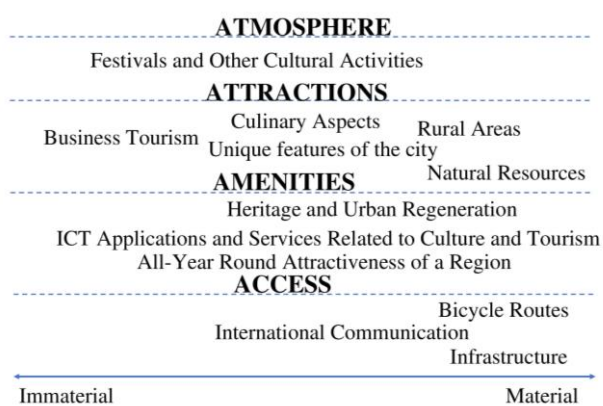 ATMOSPHERE
Festivals and Other Cultural Activities
ATTRACTIONS
Culinary Aspects
Rural Areas
Business Tourism
Unique features of the city
Natural Resources
AMENITIES
Heritage and Urban Regeneration
ICT Applications and Services Related to Culture and Tourism
All-Year Round Attractiveness of a Region
ACCESS
Bicycle Routes
International Communication
Infrastructure
Immaterial
Material